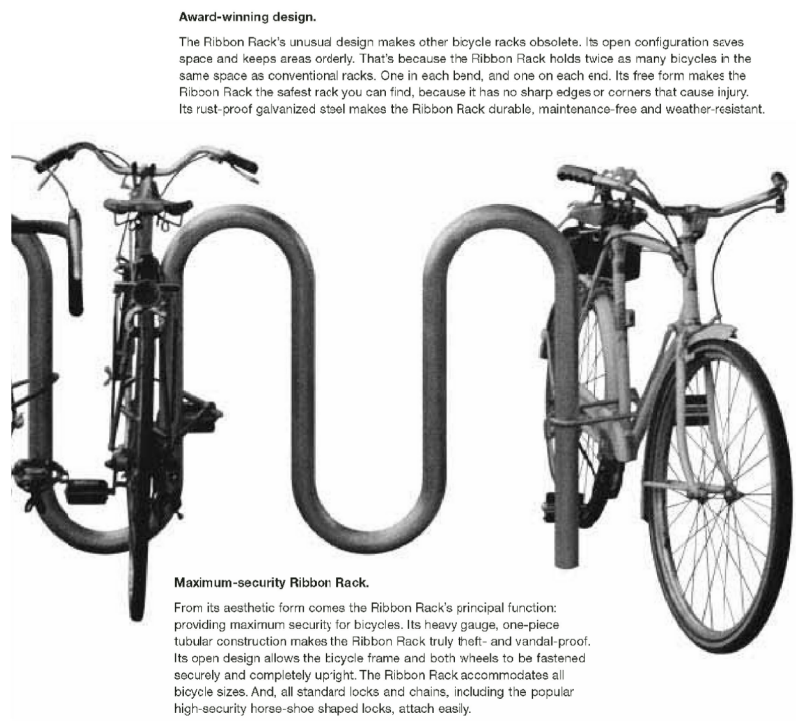 Award-winning design.
The Ribbon Rack's unusual design makes other bicycle racks obsolete. Its open configuration saves
space and keeps areas orderly. That's because the Ribbon Rack holds twice as many bicycles in the
same space as conventional racks. One in each bend, and one on each end. Its free form makes the
Ribbon Rack the safest rack you can find, because it has no sharp edges or corners that cause injury.
Its rust-proof galvanized steel makes the Ribbon Rack durable, maintenance-free and weather-resistant.
Maximum-security Ribbon Rack.
From its aesthetic form comes the Ribbon Rack's principal function:
providing maximum security for bicycles. Its heavy gauge, one-piece
tubular construction makes the Ribbon Rack truly theft- and vandal-proof.
Its open design allows the bicycle frame and both wheels to be fastened
securely and completely upright. The Ribbon Rack accommodates all
bicycle sizes. And, all standard locks and chains, including the popular
high-security horse-shoe shaped locks, attach easily.